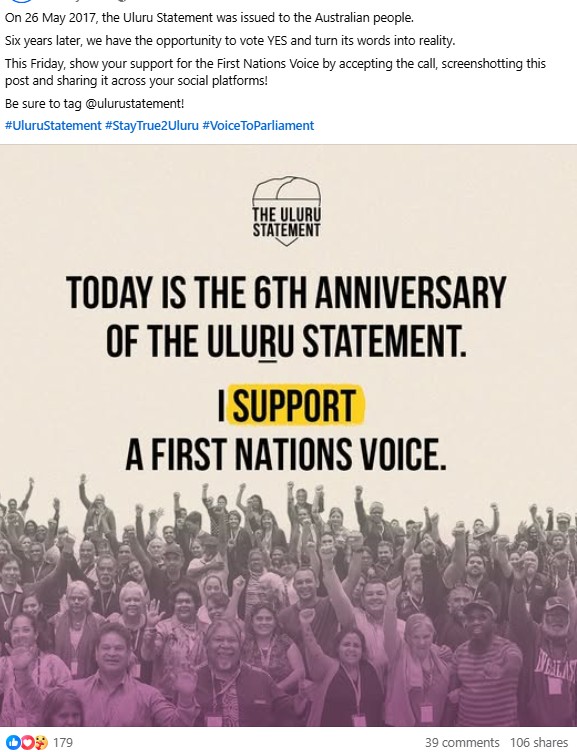 On 26 May 2017, the Uluru Statement was issued to the Australian people.
Six years later, we have the opportunity to vote YES and turn its words into reality.
This Friday, show your support for the First Nations Voice by accepting the call, screenshotting this
post and sharing it across your social platforms!
Be sure to tag @ulurustatement!
#UluruStatement #StayTrue2Uluru #VoiceToParliament
THE ULURU
STATEMENT
TODAY IS THE 6TH ANNIVERSARY
OF THE ULUṞU STATEMENT.
I SUPPORT
A FIRST NATIONS VOICE.
179
39 comments 106 shares